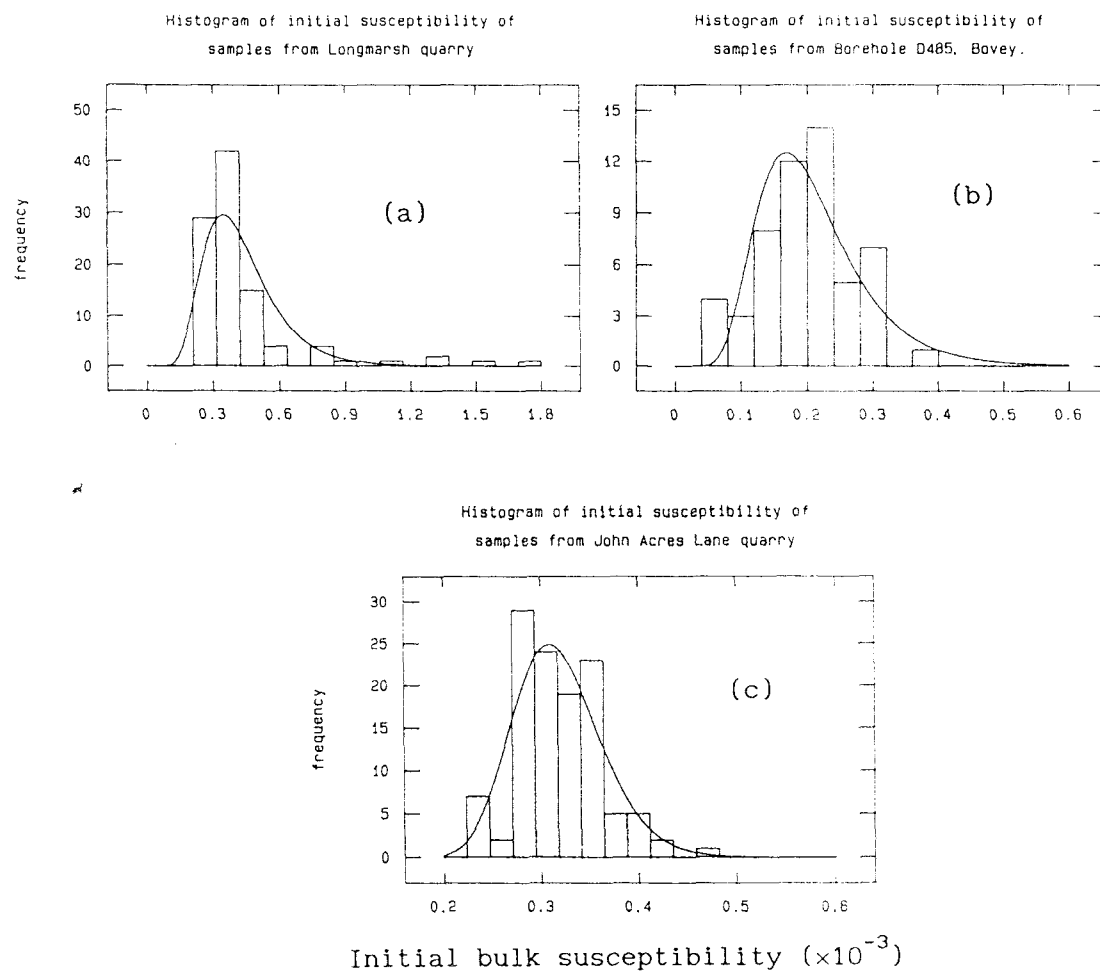 Histogram of initial susceptibility of
samples from Longmarsh quarry
50
40
30
20
10
0
frequency
(a)
0 0.3 0.6 0.9 1.2 1.5 1.8
Histogram of initial susceptibility of
samples from Borehole D485, Bovey.
15
12
9
6
3
0
(b)
0 0.1 0.2 0.3 0.4 0.5 0.6
Histogram of initial susceptibility of
samples from John Acres Lane quarry
30
25
20
15
10
5
0
frequency
(c)
0.2 0.3 0.4 0.5 0.6
Initial bulk susceptibility (×10⁻³)